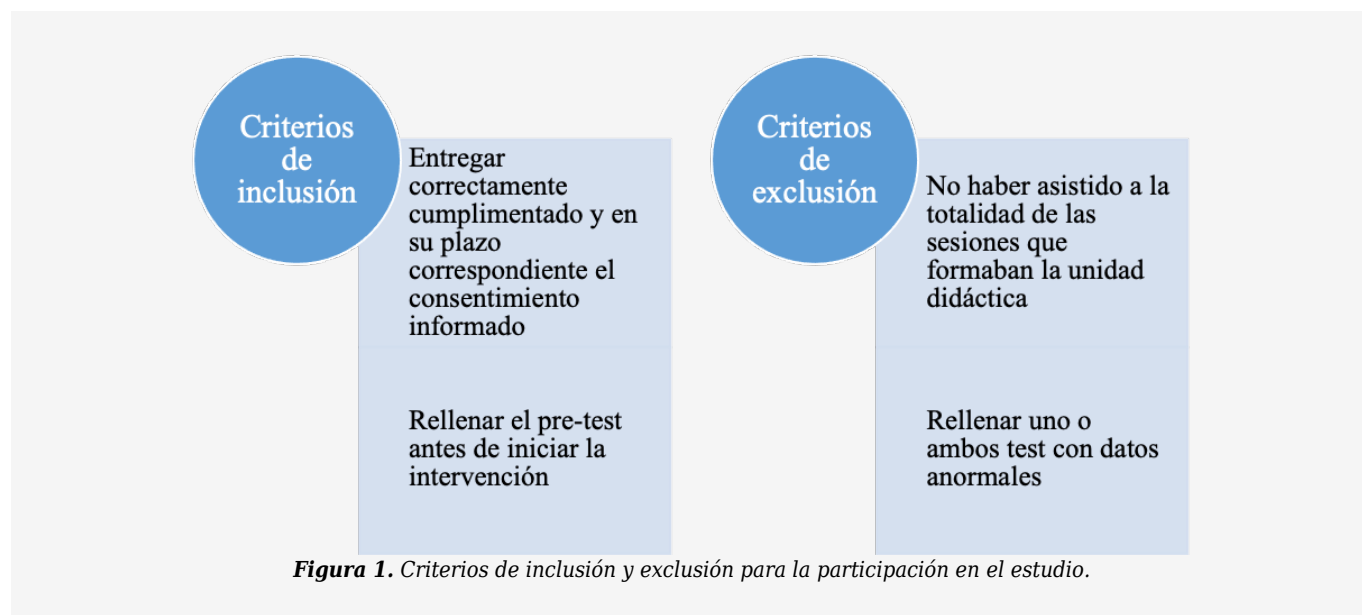 Criterios
de
inclusión
Entregar
correctamente
cumplimentado y en
su plazo
correspondiente el
consentimiento
informado
Rellenar el pre-test
antes de iniciar la
intervención
Criterios
de
exclusión
No haber asistido a la
totalidad de las
sesiones que
formaban la unidad
didáctica
Rellenar uno o
ambos test con datos
anormales
Figura 1. Criterios de inclusión y exclusión para la participación en el estudio.